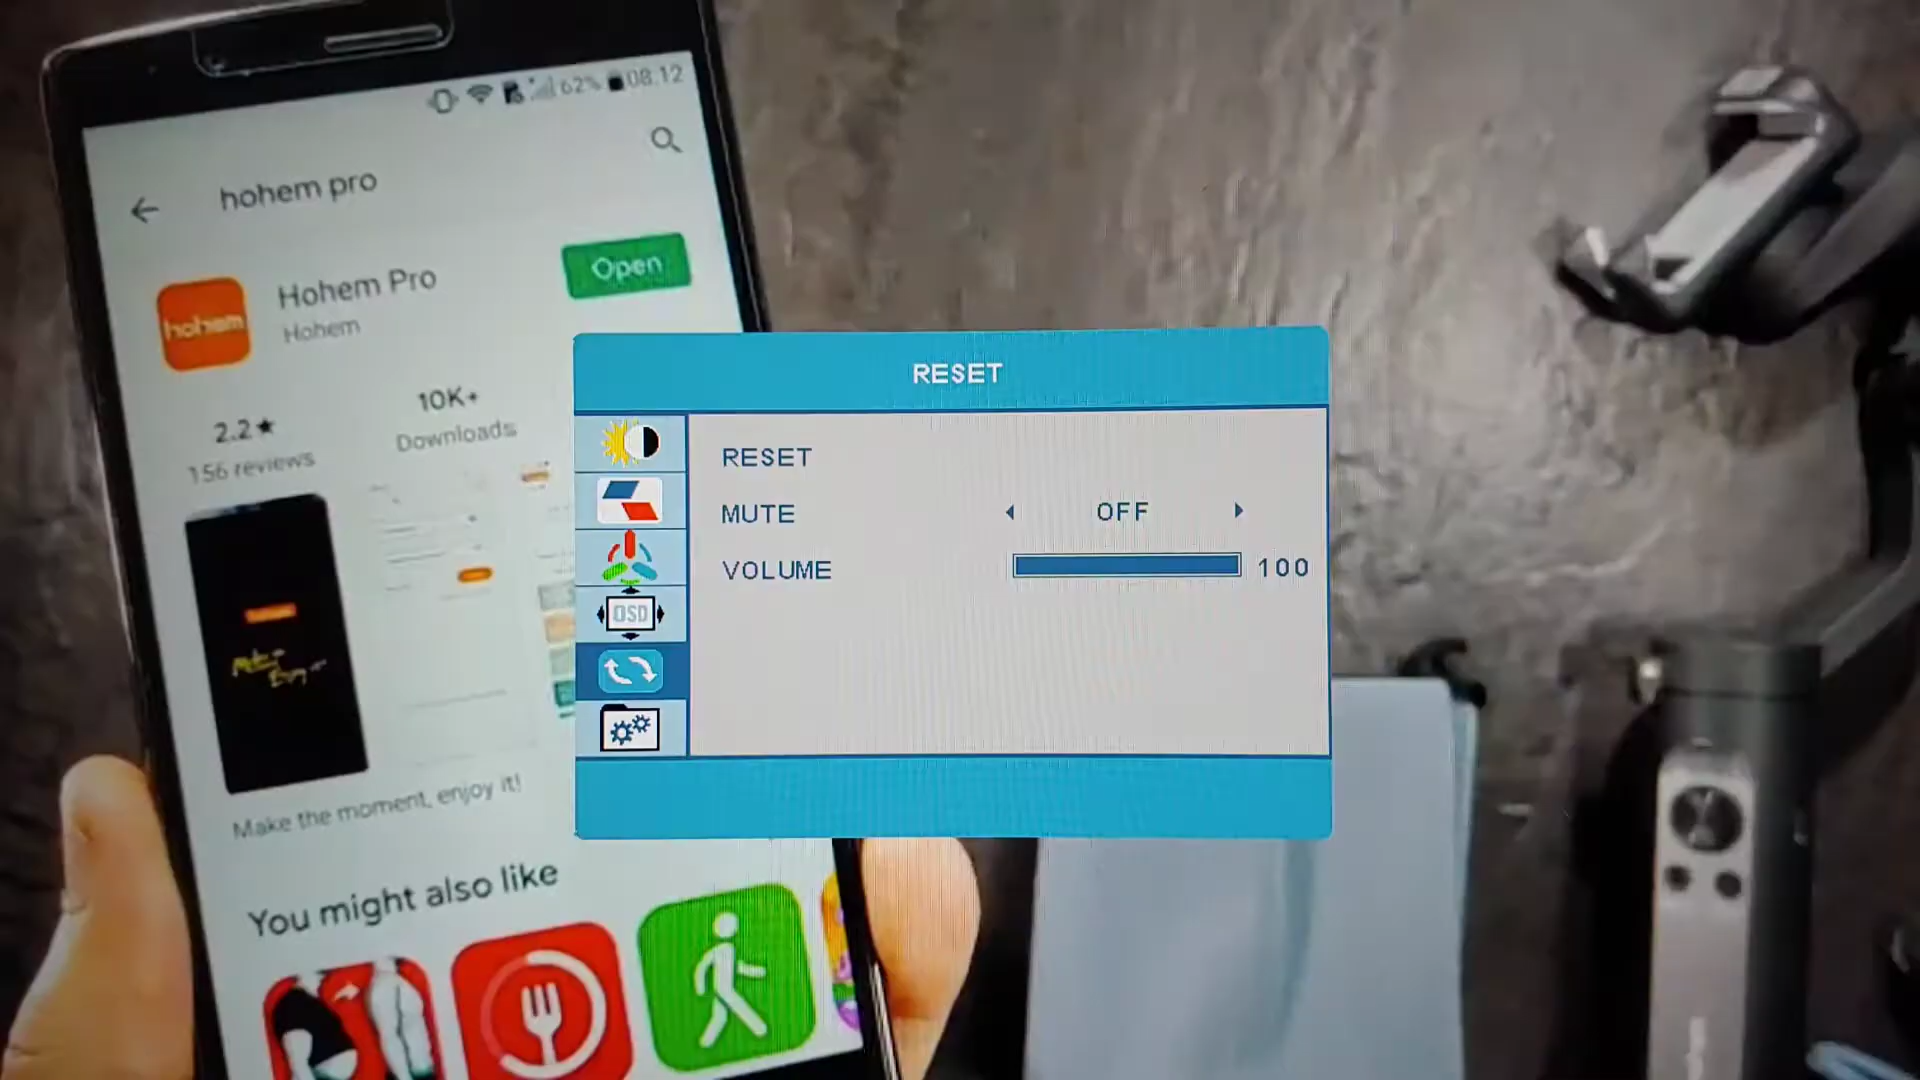 62% 08:12
hohem pro
Hohem Pro
Hohem
Open
hohem
2.2★
156 reviews
10K+
Downloads
Make the moment, enjoy it!
You might also like
RESET
RESET
MUTE
OFF
VOLUME
100
OSD